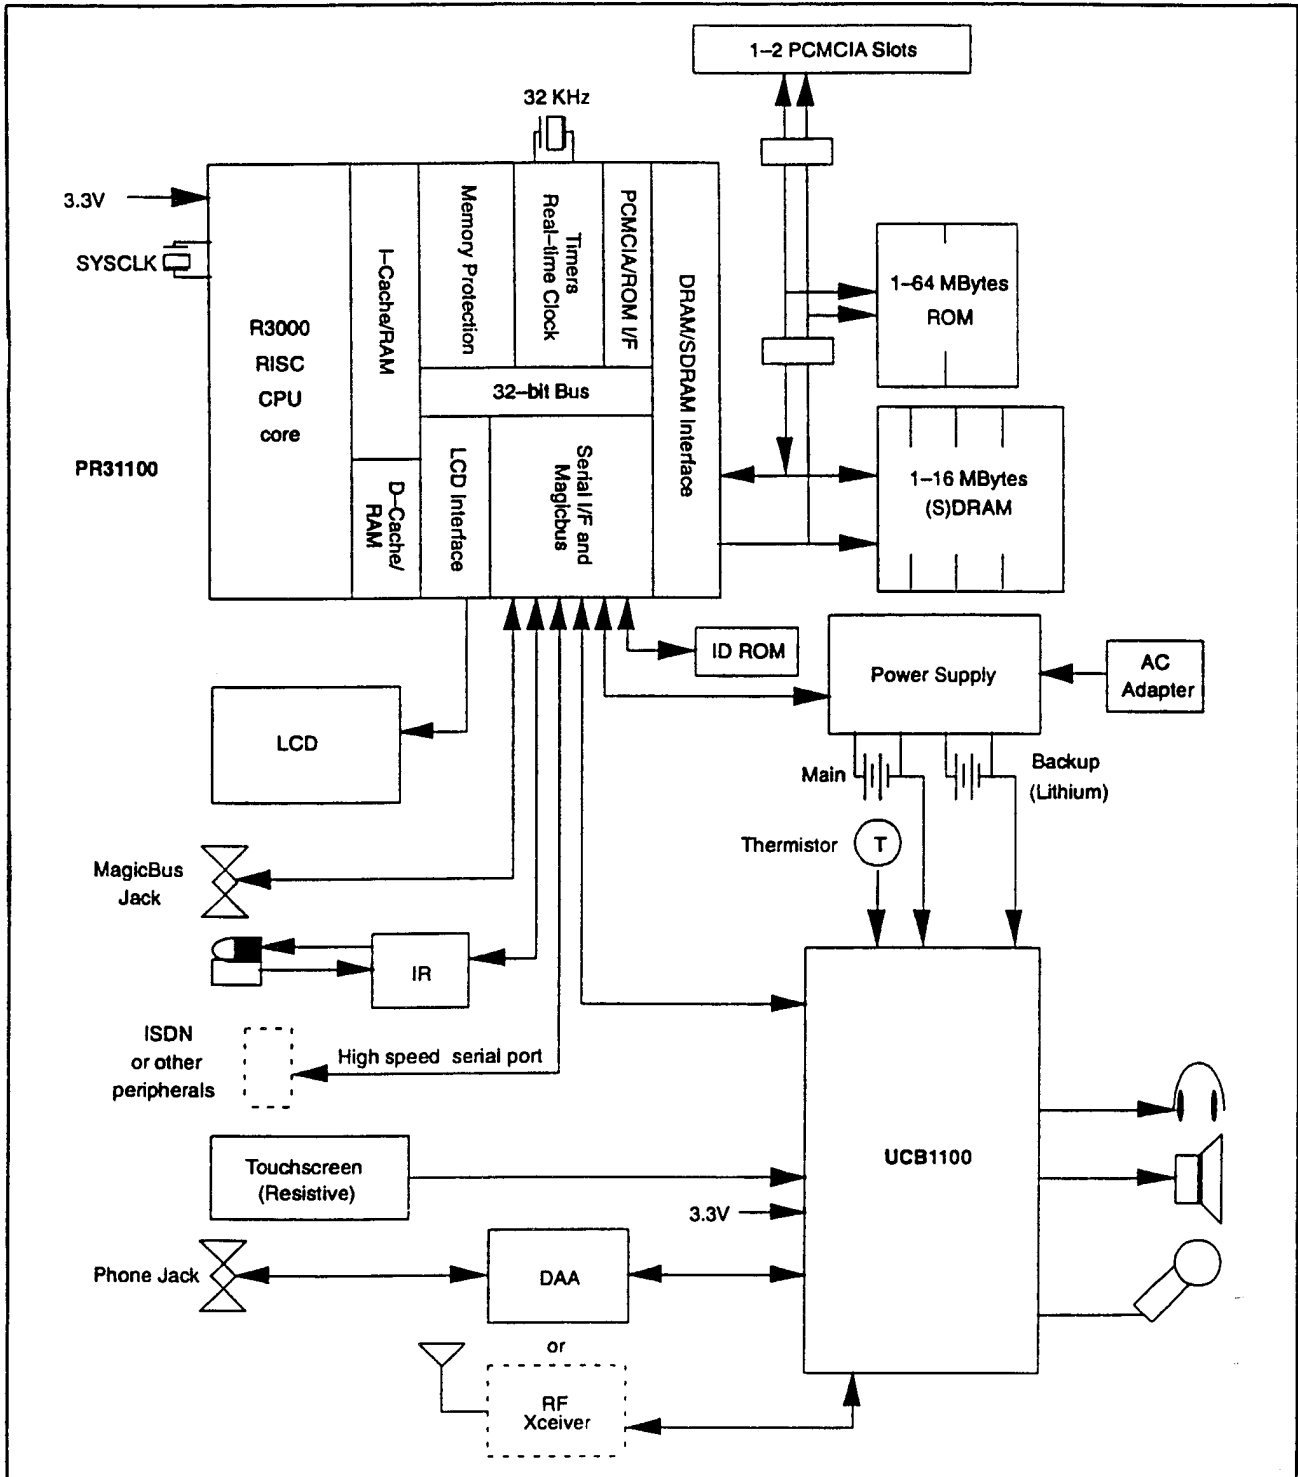 1–2 PCMCIA Slots
32 KHz
3.3V
SYSCLK
PR31100
R3000
RISC
CPU
core
I–Cache/RAM
D–Cache/
RAM
Memory Protection
Timers
Real–time Clock
PCMCIA/ROM I/F
DRAM/SDRAM Interface
32–bit Bus
LCD Interface
Serial I/F and
Magicbus
1–64 MBytes
ROM
1–16 MBytes
(S)DRAM
ID ROM
Power Supply
AC
Adapter
LCD
Main
Backup
(Lithium)
Thermistor
T
MagicBus
Jack
IR
ISDN
or other
peripherals
High speed serial port
UCB1100
Touchscreen
(Resistive)
3.3V
Phone Jack
DAA
or
RF
Xceiver